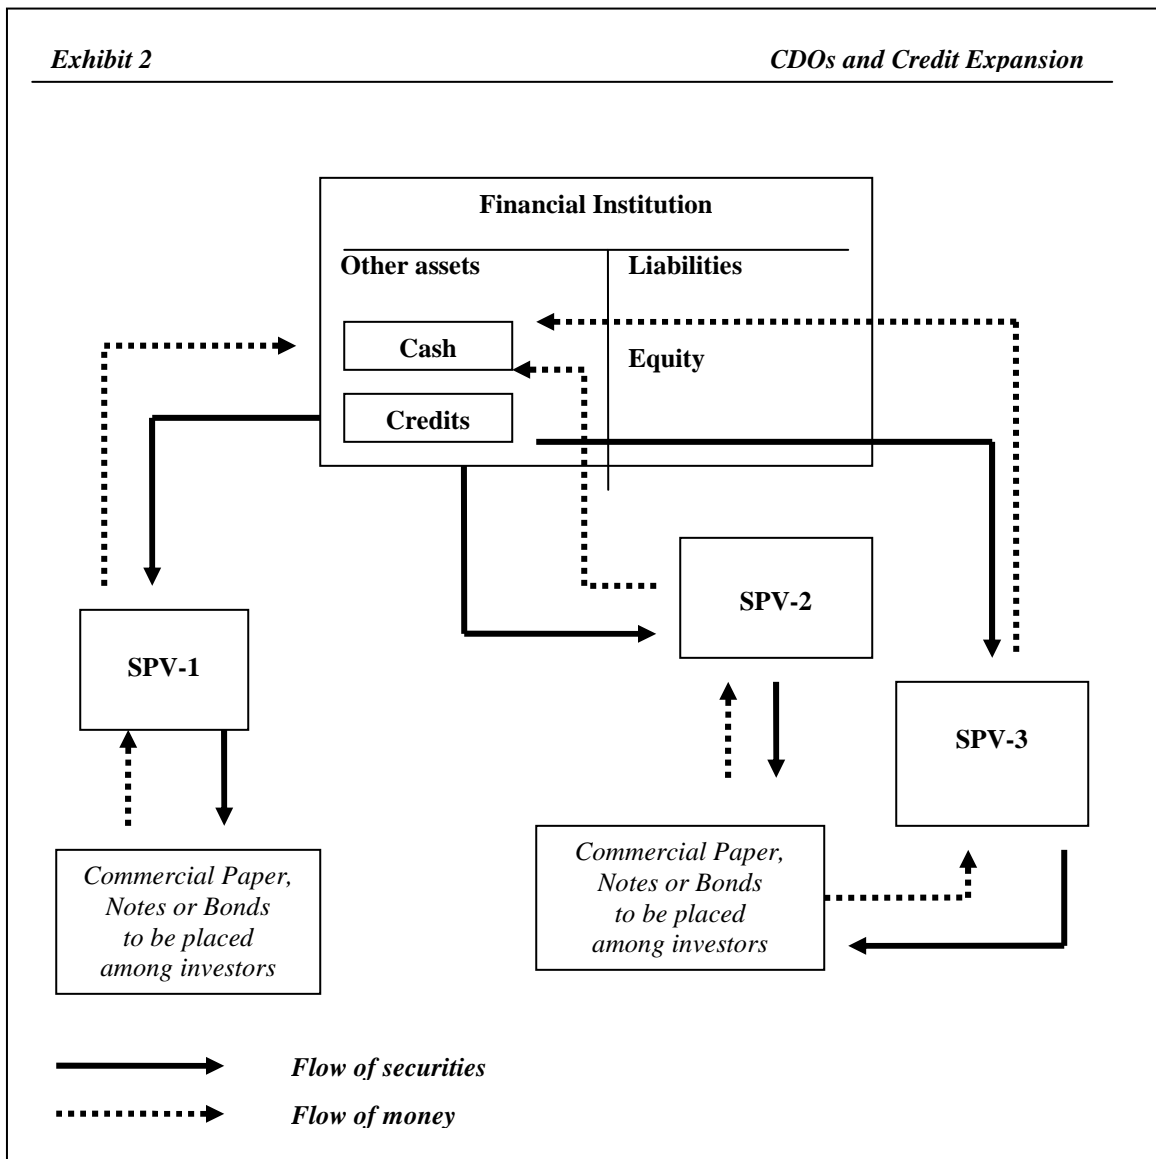 Exhibit 2 CDOs and Credit Expansion
Financial Institution
Other assets Liabilities
Cash
Equity
Credits
SPV-2
SPV-1
SPV-3
Commercial Paper,
Notes or Bonds
to be placed
among investors
Commercial Paper,
Notes or Bonds
to be placed
among investors
Flow of securities
Flow of money